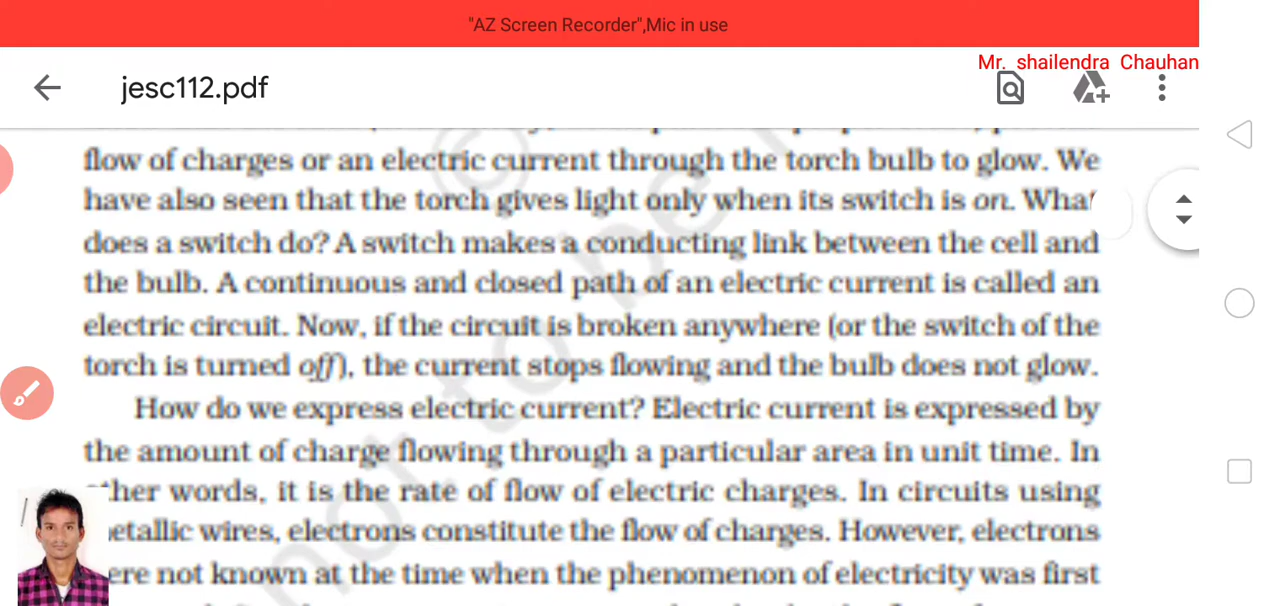 "AZ Screen Recorder",Mic in use
Mr. shailendra Chauhan
jesc112.pdf
flow of charges or an electric current through the torch bulb to glow. We
have also seen that the torch gives light only when its switch is on. What
does a switch do? A switch makes a conducting link between the cell and
the bulb. A continuous and closed path of an electric current is called an
electric circuit. Now, if the circuit is broken anywhere (or the switch of the
torch is turned off), the current stops flowing and the bulb does not glow.
How do we express electric current? Electric current is expressed by
the amount of charge flowing through a particular area in unit time. In
ther words, it is the rate of flow of electric charges. In circuits using
etallic wires, electrons constitute the flow of charges. However, electrons
ere not known at the time when the phenomenon of electricity was first
not to be